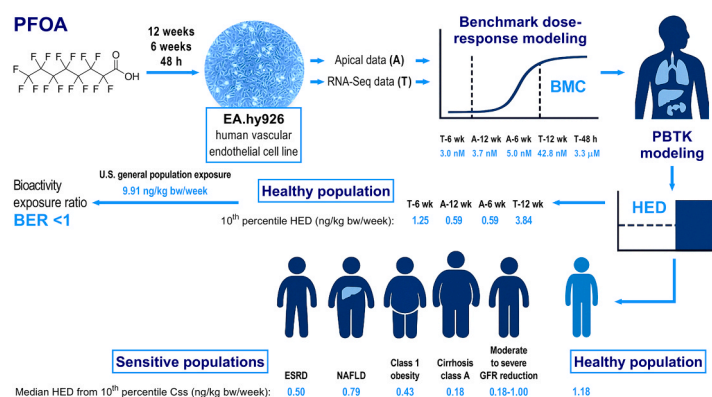 PFOA
12 weeks
6 weeks
48 h
F F F F F F F F F F F F F F F O OH
EA.hy926
human vascular
endothelial cell line
Apical data (A)
RNA-Seq data (T)
Benchmark dose-
response modeling
BMC
T-6 wk A-12 wk A-6 wk T-12 wk T-48 h
3.0 nM 3.7 nM 5.0 nM 42.8 nM 3.3 µM
PBTK
modeling
HED
Bioactivity
exposure ratio
BER <1
U.S. general population exposure
9.91 ng/kg bw/week
Healthy population
T-6 wk A-12 wk A-6 wk T-12 wk
10th percentile HED (ng/kg bw/week): 1.25 0.59 0.59 3.84
Sensitive populations
ESRD
NAFLD
Class 1
obesity
Cirrhosis
class A
Moderate
to severe
GFR reduction
Healthy population
Median HED from 10th percentile Css (ng/kg bw/week): 0.50 0.79 0.43 0.18 0.18-1.00 1.18